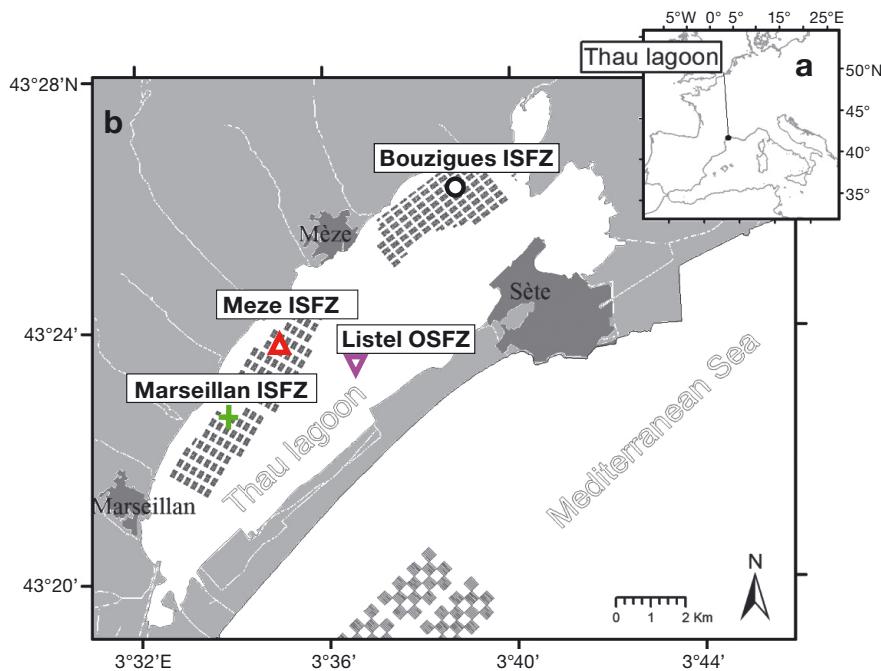 5°W 0° 5° 15° 25°E
Thau lagoon
a
50°N
45°
40°
35°
43°28’N
b
Bouzigues ISFZ
Mèze
Sète
Meze ISFZ
43°24’
Listel OSFZ
Marseillan ISFZ
Thau lagoon
Mediterranean Sea
Marseillan
N
43°20’
0 1 2 Km
3°32’E 3°36’ 3°40’ 3°44’